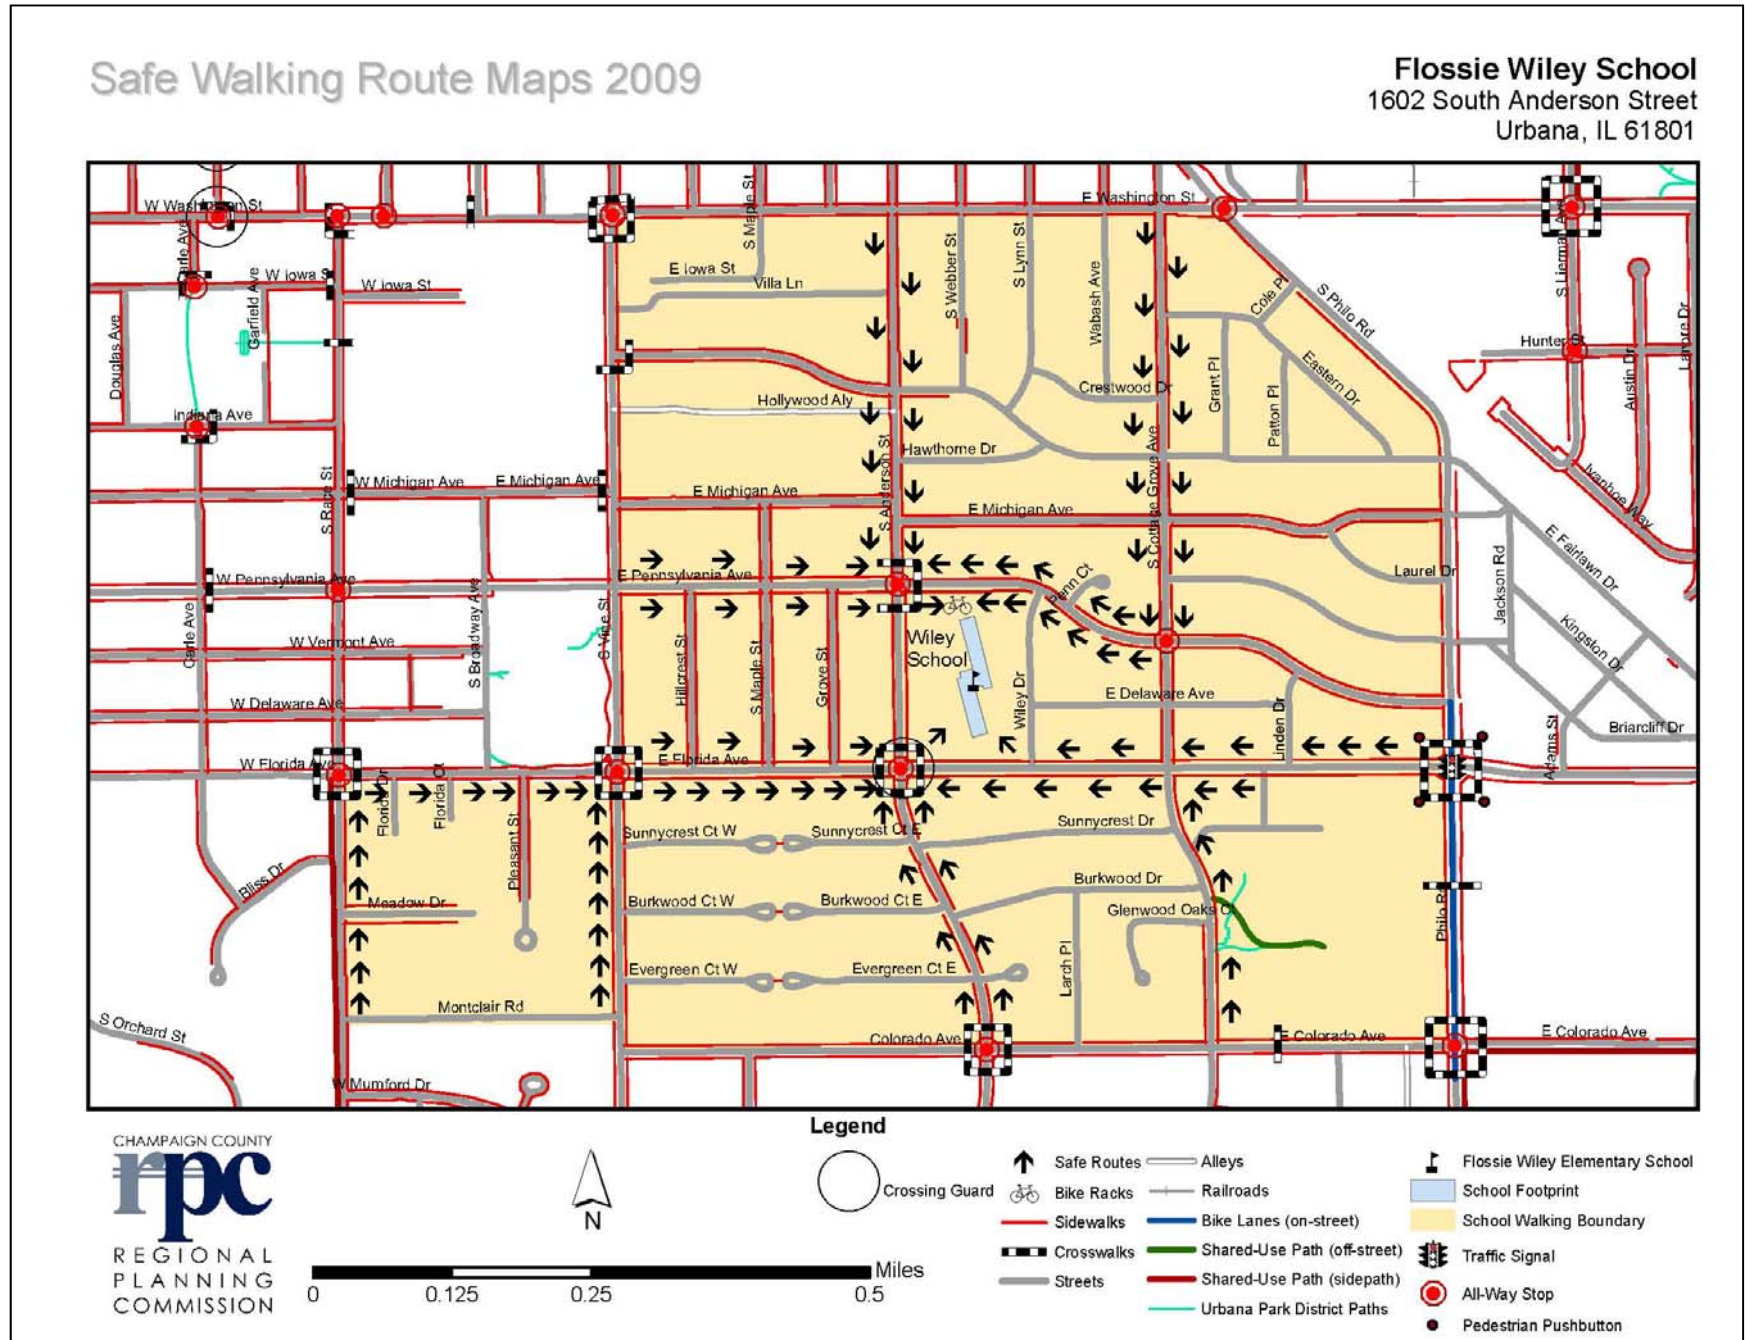 Safe Walking Route Maps 2009
Flossie Wiley School
1602 South Anderson Street
Urbana, IL 61801
W Washington St
E Washington St
S Maple St
Carle Ave
W Iowa S
W Iowa St
Garfield Ave
Douglas Ave
Indiana Ave
E Iowa St
Villa Ln
S Webber St
S Lynn St
Wabash Ave
Cole Pl
S Philo Rd
S Lierman Ave
Hunter St
Austin Dr
Lanore Dr
Grant Pl
Eastern Dr
Patton Pl
Crestwood Dr
Hollywood Aly
Hawthorne Dr
S Anderson St
S Cottage Grove Ave
S Race St
W Michigan Ave
E Michigan Ave
E Michigan Ave
E Michigan Ave
Ivanhoe Way
E Fairlawn Dr
Laurel Dr
Jackson Rd
Kingston Dr
W Pennsylvania Ave
E Pennsylvania Ave
Penn Ct
Carle Ave
W Vermont Ave
S Broadway Ave
S Vine St
Hillcrest St
S Maple St
Grove St
Wiley
School
Wiley Dr
E Delaware Ave
Linden Dr
Briarcliff Dr
Adams St
W Delaware Ave
W Florida Ave
E Florida Ave
Florida Dr
Florida Ct
Pleasant St
Sunnycrest Ct W
Sunnycrest Ct E
Sunnycrest Dr
Bliss Dr
Meadow Dr
Burkwood Ct W
Burkwood Ct E
Burkwood Dr
Glenwood Oaks C
Philo Rd
Evergreen Ct W
Evergreen Ct E
Larch Pl
Montclair Rd
S Orchard St
Colorado Ave
E Colorado Ave
E Colorado Ave
W Mumford Dr
CHAMPAIGN COUNTY
rpc
REGIONAL
PLANNING
COMMISSION
N
0 0.125 0.25 0.5
Miles
Legend
Crossing Guard
Safe Routes
Bike Racks
Sidewalks
Crosswalks
Streets
Alleys
Railroads
Bike Lanes (on-street)
Shared-Use Path (off-street)
Shared-Use Path (sidepath)
Urbana Park District Paths
Flossie Wiley Elementary School
School Footprint
School Walking Boundary
Traffic Signal
All-Way Stop
Pedestrian Pushbutton